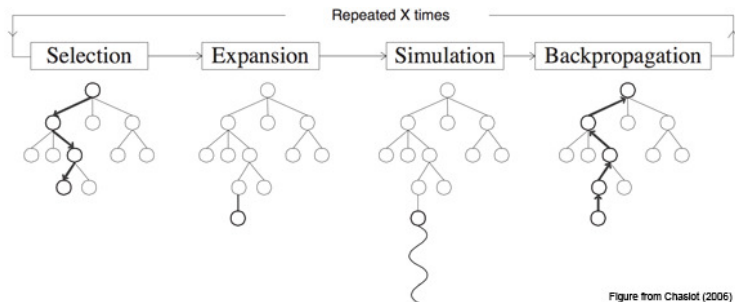 Repeated X times
Selection
Expansion
Simulation
Backpropagation
Figure from Chaslot (2006)